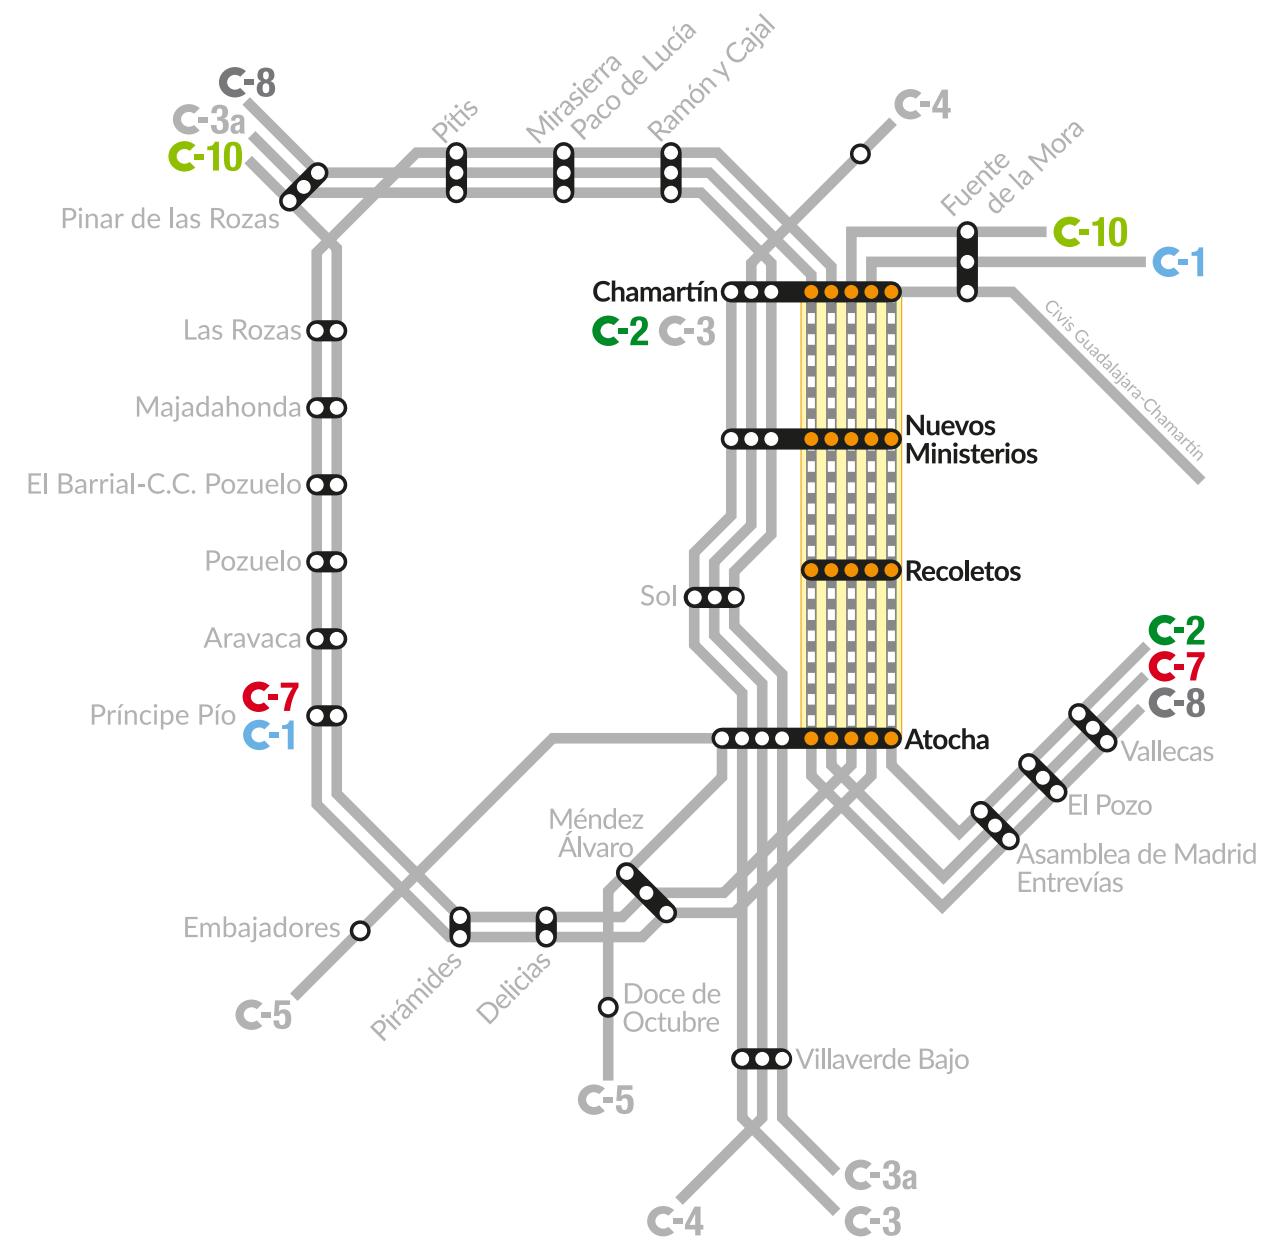 C-8
C-3a
C-10
Pinar de las Rozas
Pitis
Mirasierra
Paco de Lucía
Ramón y Cajal
C-4
Fuente
de la Mora
C-10
C-1
Civis Guadalajara-Chamartín
Chamartín
C-2 C-3
Las Rozas
Majadahonda
El Barrial-C.C. Pozuelo
Pozuelo
Aravaca
Príncipe Pío
C-7
C-1
Nuevos
Ministerios
Recoletos
Sol
Atocha
C-2
C-7
C-8
Vallecas
El Pozo
Asamblea de Madrid
Entrevías
Méndez
Álvaro
Embajadores
C-5
Pirámides
Delicias
Doce de
Octubre
C-5
Villaverde Bajo
C-3a
C-4
C-3